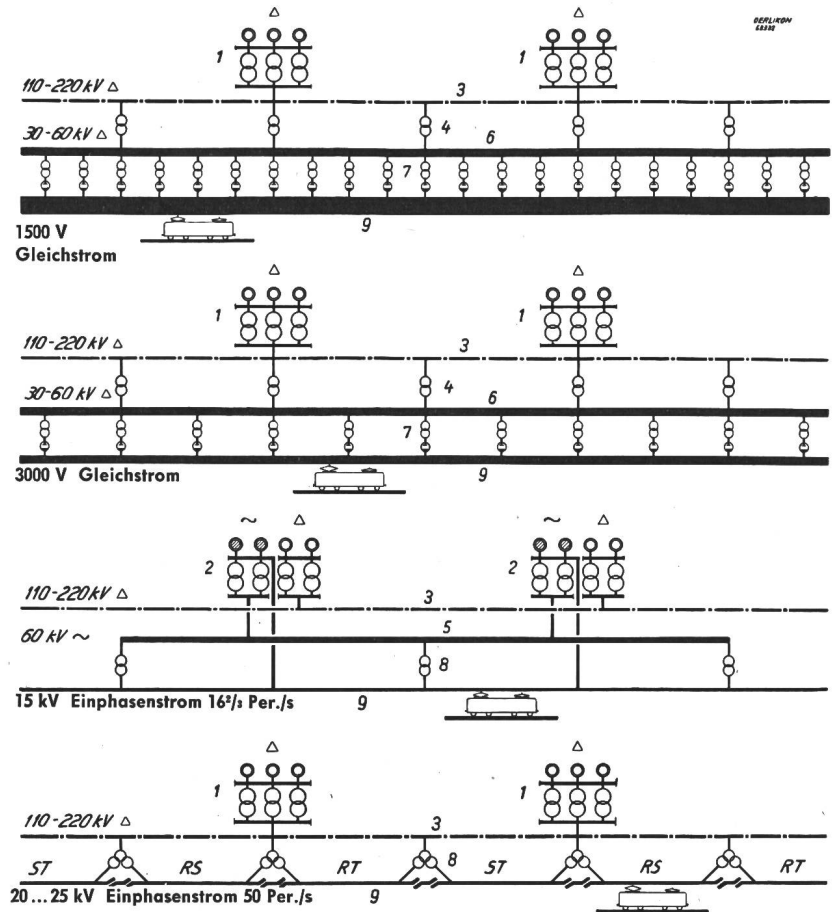 OERLIKON
△ △
1 1
110-220 kV △ 3
4
30-60 kV △ 6
7
9
1500 V
Gleichstrom
△ △
1 1
110-220 kV △ 3
4
30-60 kV △ 6
7
3000 V Gleichstrom 9
~ △ ~ △
2 2
110-220 kV △ 3
60 kV ~ 5
8
15 kV Einphasenstrom 16²/₃ Per./s 9
△ △
1 1
110-220 kV △ 3
8
ST RS RT ST RS RT
20...25 kV Einphasenstrom 50 Per./s 9